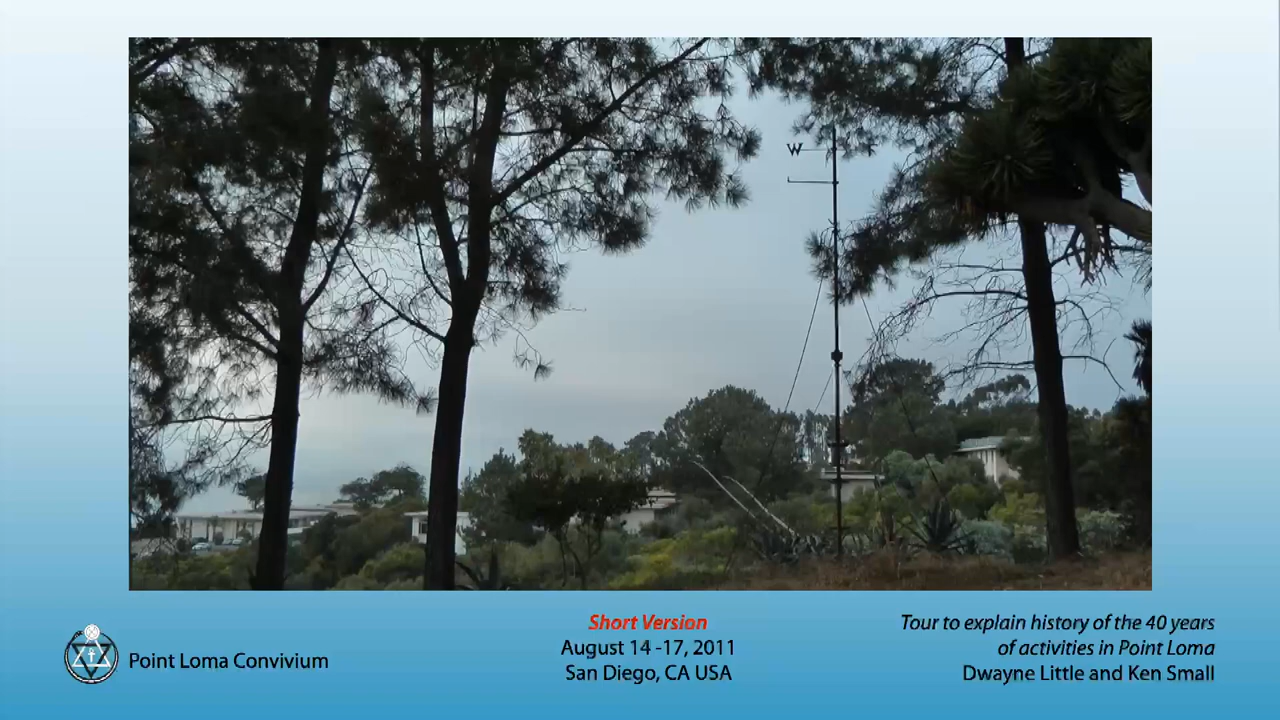 W
Point Loma Convivium
Short Version
August 14 -17, 2011
San Diego, CA USA
Tour to explain history of the 40 years
of activities in Point Loma
Dwayne Little and Ken Small